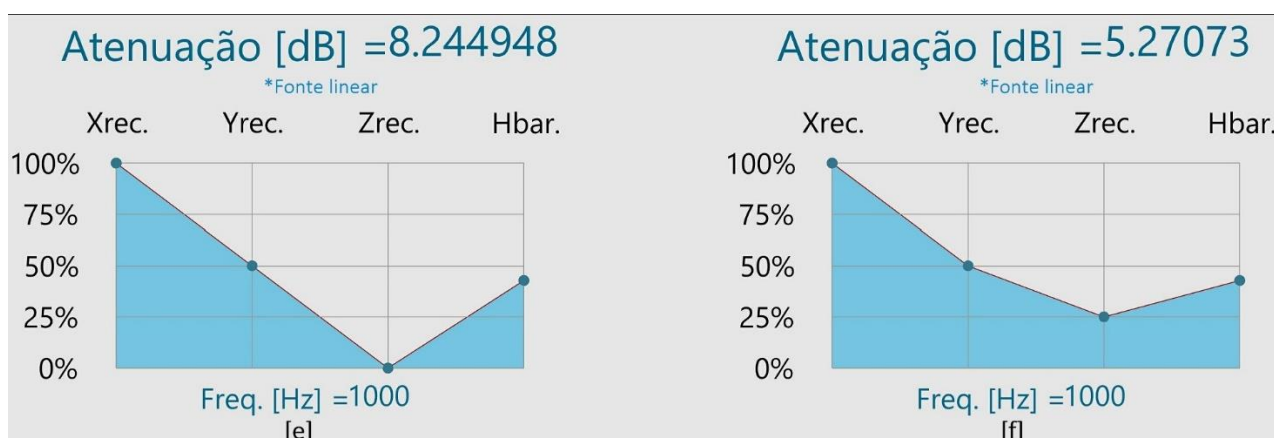 Atenuação [dB] =8.244948
*Fonte linear
Xrec. Yrec. Zrec. Hbar.
100%
75%
50%
25%
0%
Freq. [Hz] =1000
[e]
Atenuação [dB] =5.27073
*Fonte linear
Xrec. Yrec. Zrec. Hbar.
100%
75%
50%
25%
0%
Freq. [Hz] =1000
[f]